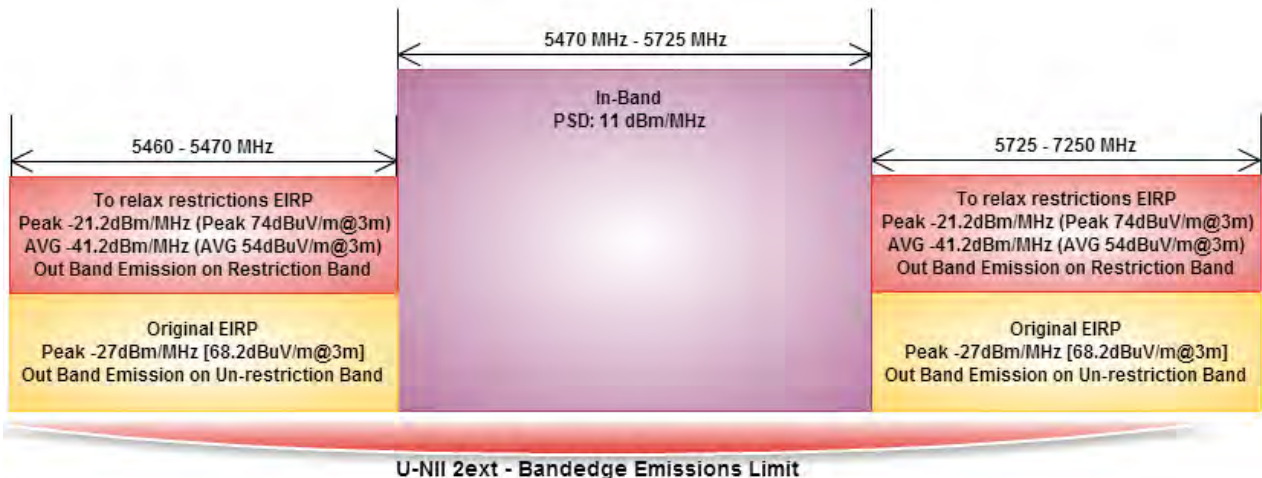 5470 MHz - 5725 MHz
In-Band
PSD: 11 dBm/MHz
5460 - 5470 MHz
To relax restrictions EIRP
Peak -21.2dBm/MHz (Peak 74dBuV/m@3m)
AVG -41.2dBm/MHz (AVG 54dBuV/m@3m)
Out Band Emission on Restriction Band
Original EIRP
Peak -27dBm/MHz [68.2dBuV/m@3m]
Out Band Emission on Un-restriction Band
5725 - 7250 MHz
To relax restrictions EIRP
Peak -21.2dBm/MHz (Peak 74dBuV/m@3m)
AVG -41.2dBm/MHz (AVG 54dBuV/m@3m)
Out Band Emission on Restriction Band
Original EIRP
Peak -27dBm/MHz [68.2dBuV/m@3m]
Out Band Emission on Un-restriction Band
U-NII 2ext - Bandedge Emissions Limit